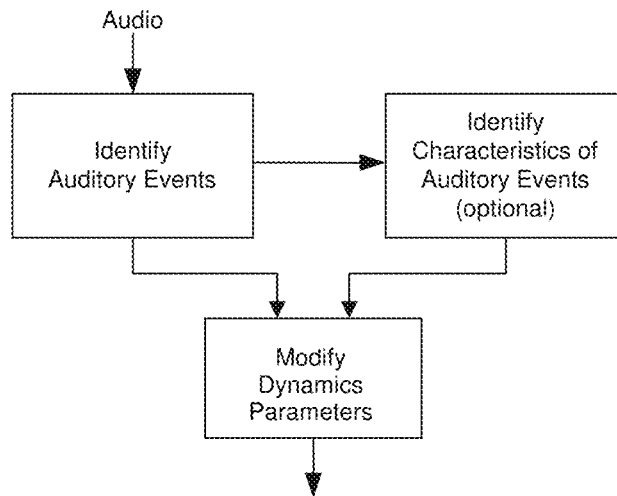 Audio
Identify
Auditory Events
Identify
Characteristics of
Auditory Events
(optional)
Modify
Dynamics
Parameters